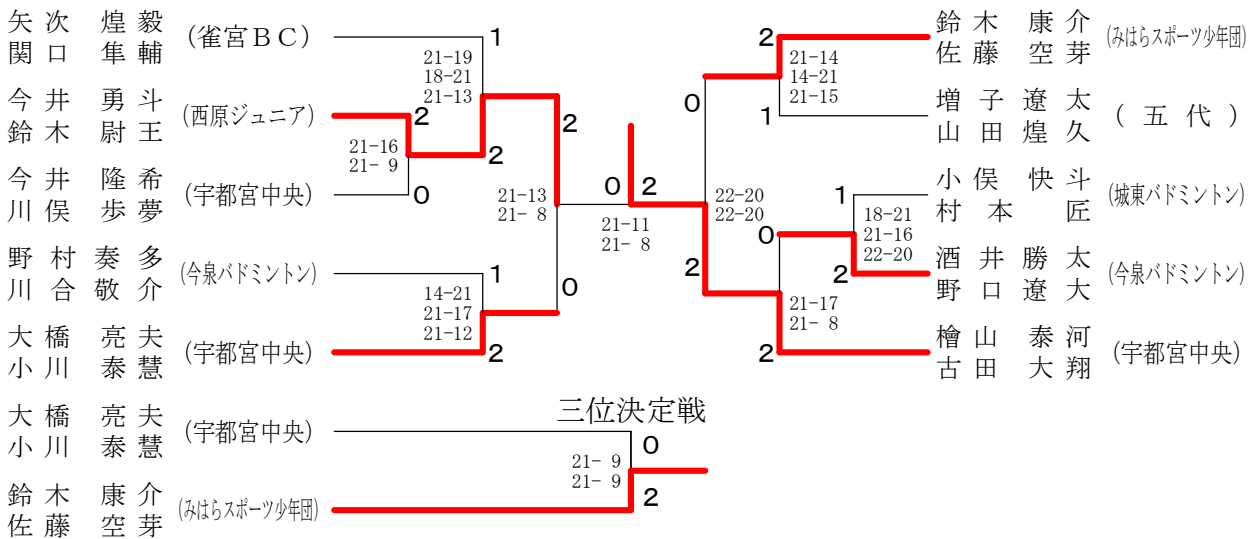 矢次 煌毅
関口 隼輔
(雀宮BC)
1
21-19
18-21
21-13
今井 勇斗
鈴木 尉王
(西原ジュニア)
2
2
21-16
21- 9
今井 隆希
川俣 歩夢
(宇都宮中央)
0
2
21-13
21- 8
野村奏多
川合敬介
(今泉バドミントン)
1
14-21
21-17
21-12
0
大橋 亮夫
小川 泰慧
(宇都宮中央)
2
0
2
21-11
21- 8
鈴木 康介
佐藤 空芽
(みはらスポーツ少年団)
2
21-14
14-21
21-15
0
増子遼太
山田煌久
(五代)
1
小俣 快斗
村本 匠
(城東バドミントン)
1
18-21
21-16
22-20
22-20
22-20
0
酒井勝太
野口遼大
(今泉バドミントン)
2
2
21-17
21- 8
檜山 泰河
古田 大翔
(宇都宮中央)
2
三位決定戦
大橋 亮夫
小川 泰慧
(宇都宮中央)
0
21- 9
21- 9
鈴木 康介
佐藤 空芽
(みはらスポーツ少年団)
2